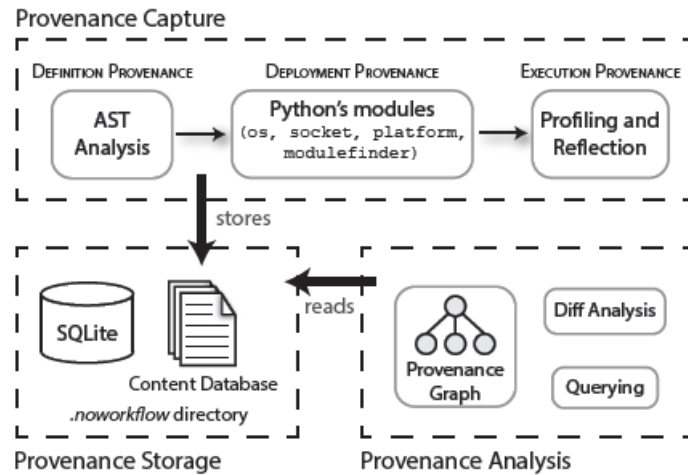 Provenance Capture
DEFINITION PROVENANCE
DEPLOYMENT PROVENANCE
EXECUTION PROVENANCE
AST
Analysis
Python's modules
(os, socket, platform,
modulefinder)
Profiling and
Reflection
stores
reads
SQLite
Content Database
.noworkflow directory
Provenance
Graph
Diff Analysis
Querying
Provenance Storage
Provenance Analysis